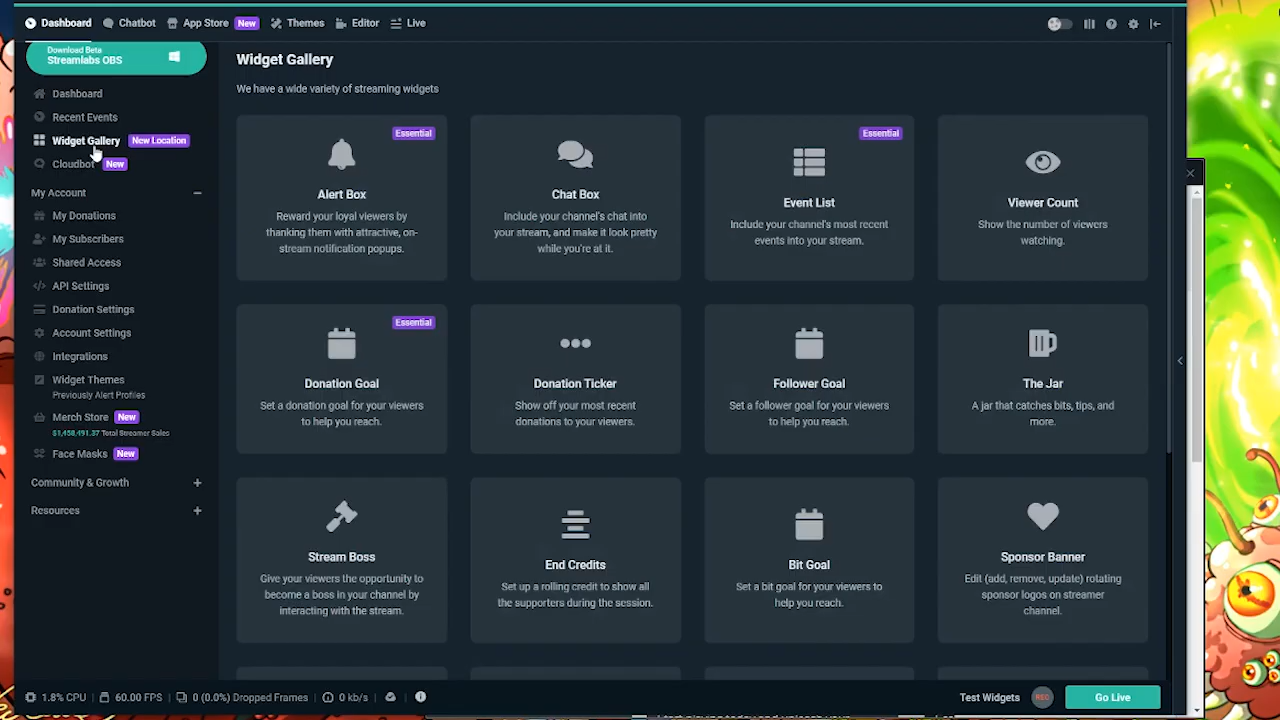 Dashboard Chatbot App Store New Themes Editor Live
Download Beta
Streamlabs OBS
Dashboard
Recent Events
Widget Gallery New Location
Cloudbot New
My Account
My Donations
My Subscribers
Shared Access
API Settings
Donation Settings
Account Settings
Integrations
Widget Themes
Previously Alert Profiles
Merch Store New
$1,458,491.37 Total Streamer Sales
Face Masks New
Community & Growth +
Resources +
Widget Gallery
We have a wide variety of streaming widgets
Essential
Alert Box
Reward your loyal viewers by
thanking them with attractive, on-
stream notification popups.
Chat Box
Include your channel's chat into
your stream, and make it look pretty
while you're at it.
Essential
Event List
Include your channel's most recent
events into your stream.
Viewer Count
Show the number of viewers
watching.
Essential
Donation Goal
Set a donation goal for your viewers
to help you reach.
Donation Ticker
Show off your most recent
donations to your viewers.
Follower Goal
Set a follower goal for your viewers
to help you reach.
The Jar
A jar that catches bits, tips, and
more.
Stream Boss
Give your viewers the opportunity to
become a boss in your channel by
interacting with the stream.
End Credits
Set up a rolling credit to show all
the supporters during the session.
Bit Goal
Set a bit goal for your viewers to
help you reach.
Sponsor Banner
Edit (add, remove, update) rotating
sponsor logos on streamer
channel.
1.8% CPU 60.00 FPS 0 (0.0%) Dropped Frames 0 kb/s
Test Widgets REC Go Live